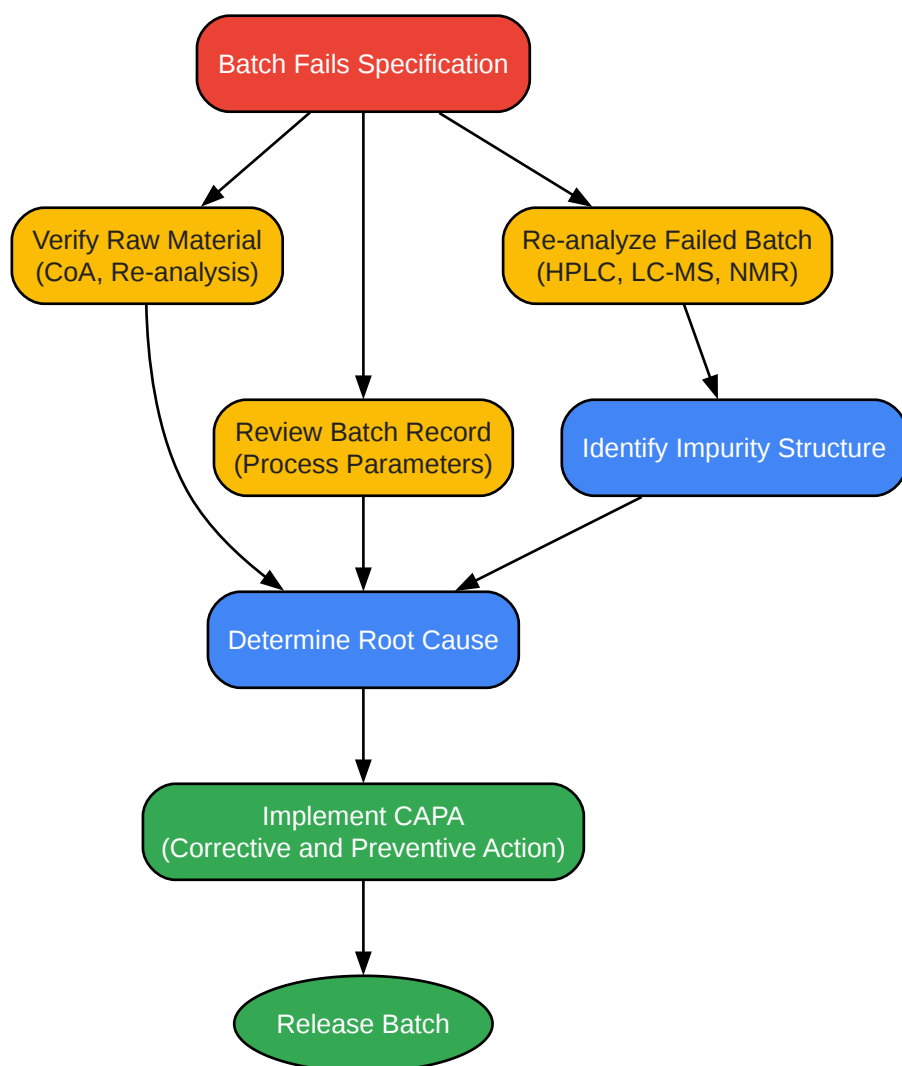 Batch Fails Specification
Verify Raw Material
(CoA, Re-analysis)
Re-analyze Failed Batch
(HPLC, LC-MS, NMR)
Review Batch Record
(Process Parameters)
Identify Impurity Structure
Determine Root Cause
Implement CAPA
(Corrective and Preventive Action)
Release Batch